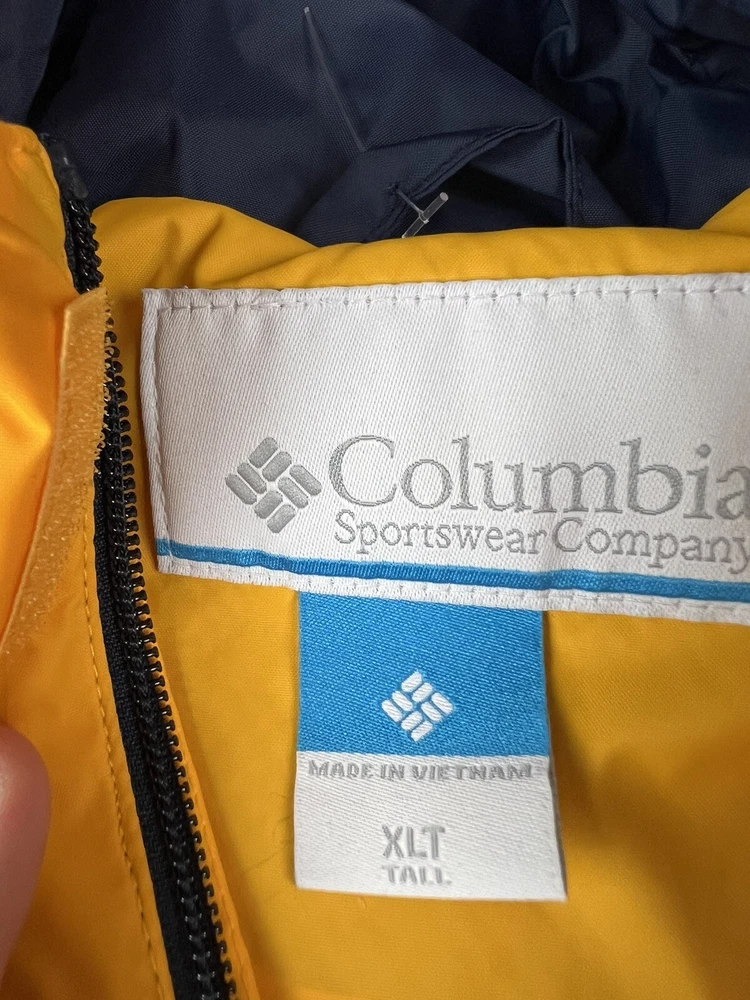 Columbia
Sportswear Company
MADE IN VIETNAM
XLT
TALL